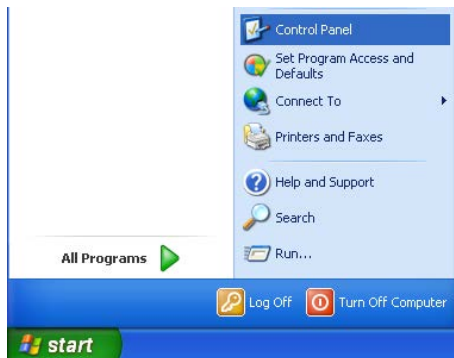 Control Panel
Set Program Access and
Defaults
Connect To
Printers and Faxes
Help and Support
Search
Run...
All Programs
Log Off
Turn Off Computer
start